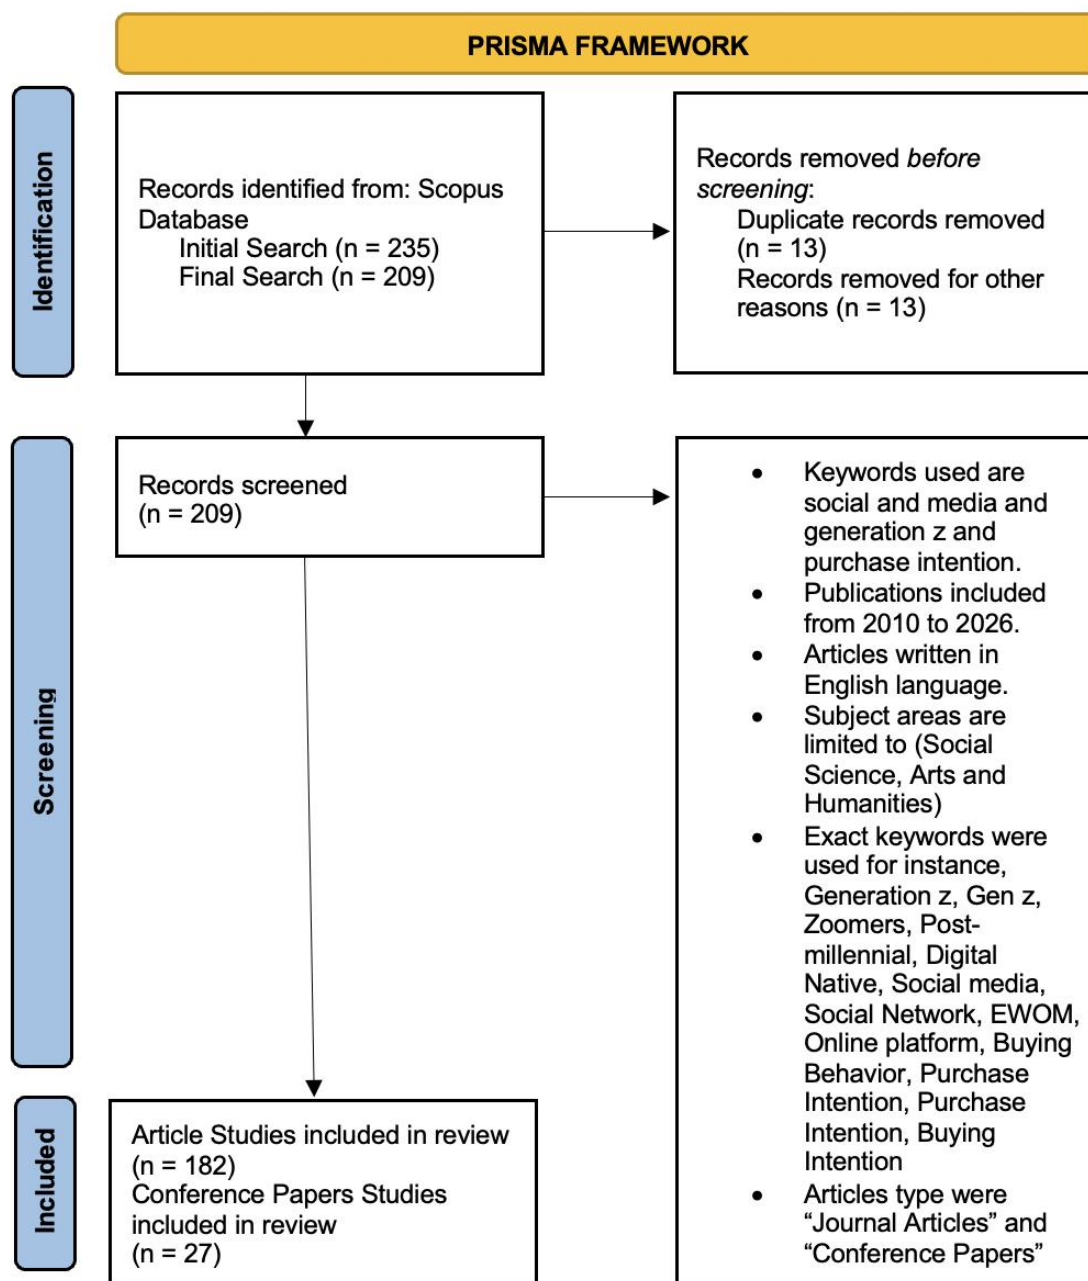 PRISMA FRAMEWORK
Identification
Records identified from: Scopus
Database
Initial Search (n = 235)
Final Search (n = 209)
Records removed before
screening:
Duplicate records removed
(n = 13)
Records removed for other
reasons (n = 13)
Screening
Records screened
(n = 209)
• Keywords used are
social and media and
generation z and
purchase intention.
• Publications included
from 2010 to 2026.
• Articles written in
English language.
• Subject areas are
limited to (Social
Science, Arts and
Humanities)
• Exact keywords were
used for instance,
Generation z, Gen z,
Zoomers, Post-
millennial, Digital
Native, Social media,
Social Network, EWOM,
Online platform, Buying
Behavior, Purchase
Intention, Purchase
Intention, Buying
Intention
• Articles type were
“Journal Articles” and
“Conference Papers”
Included
Article Studies included in review
(n = 182)
Conference Papers Studies
included in review
(n = 27)